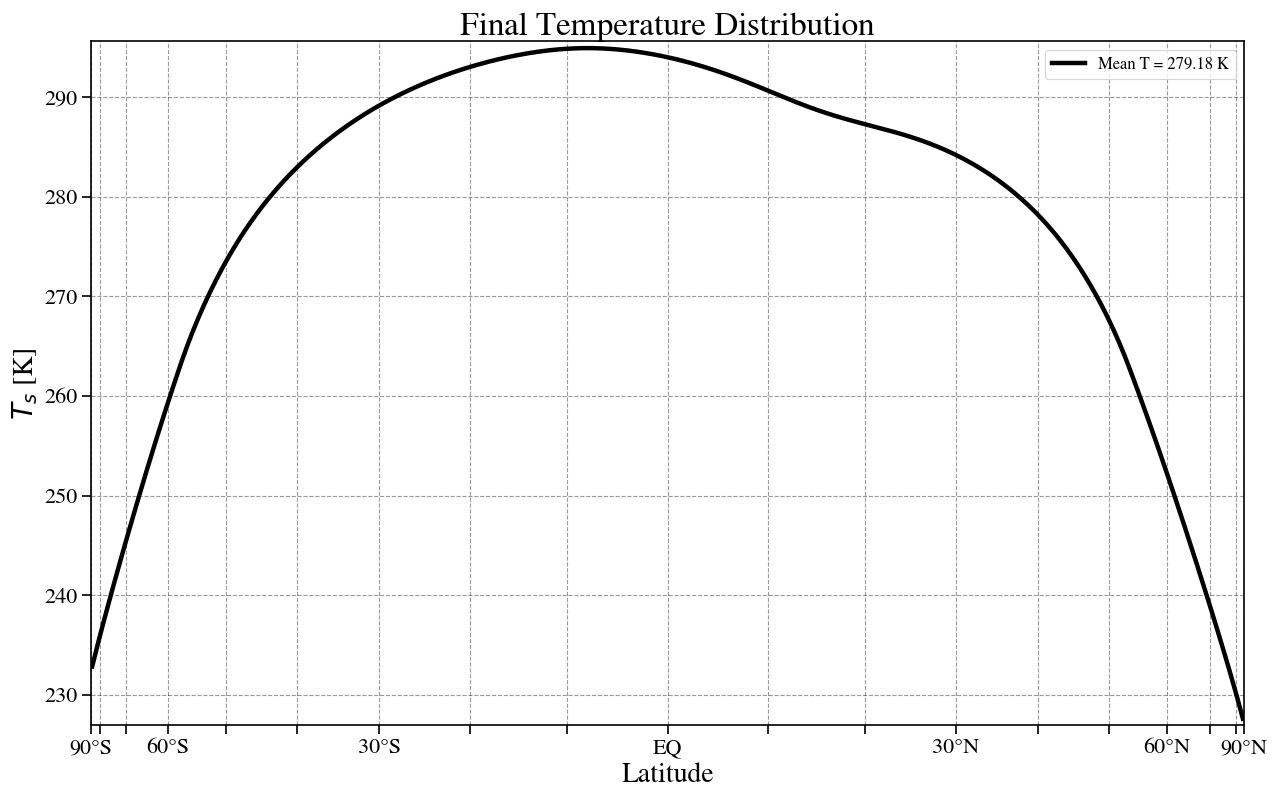 Final Temperature Distribution
Mean T = 279.18 K
290
280
270
260
250
240
230
T_s [K]
90°S 60°S 30°S EQ 30°N 60°N 90°N
Latitude